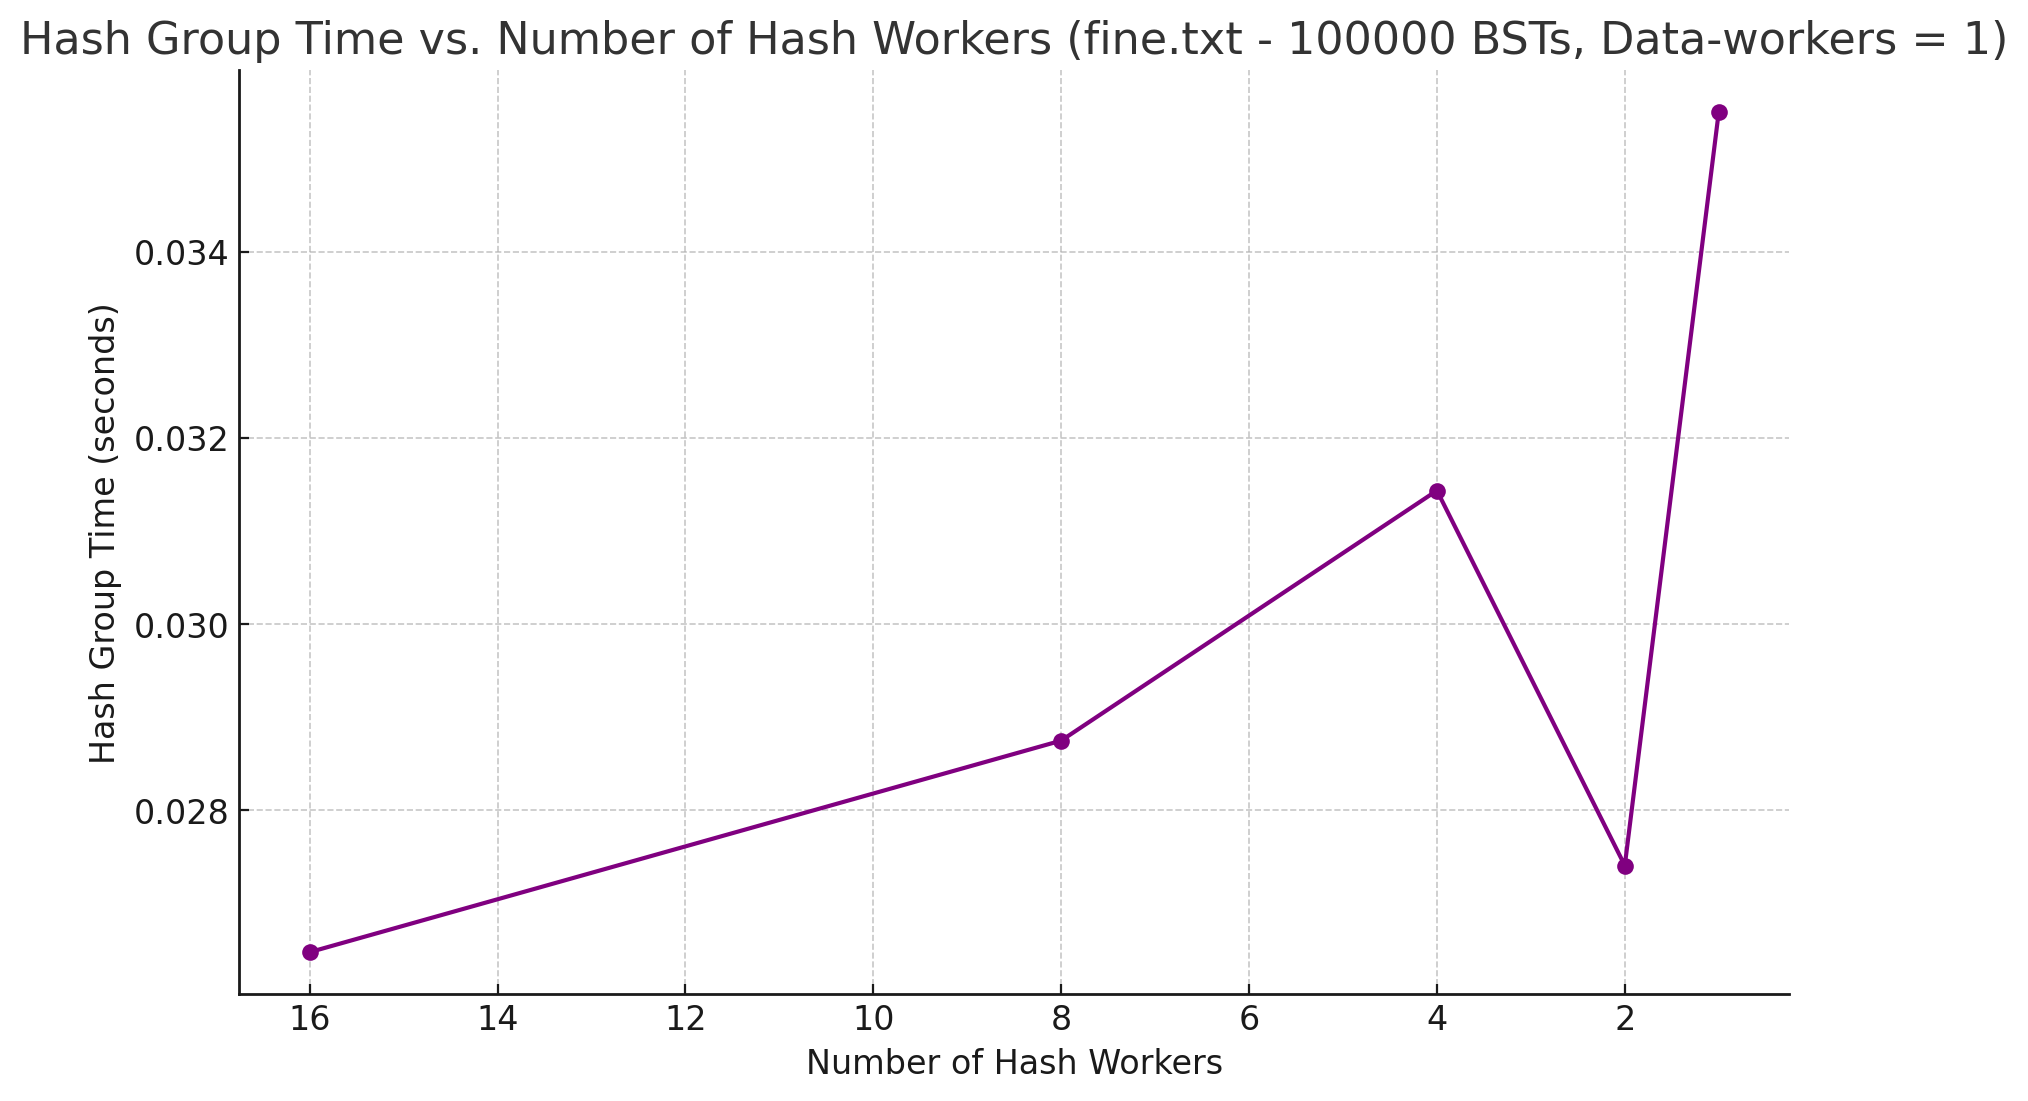 Hash Group Time vs. Number of Hash Workers (fine.txt - 100000 BSTs, Data-workers = 1)
Hash Group Time (seconds)
0.034
0.032
0.030
0.028
16 14 12 10 8 6 4 2
Number of Hash Workers